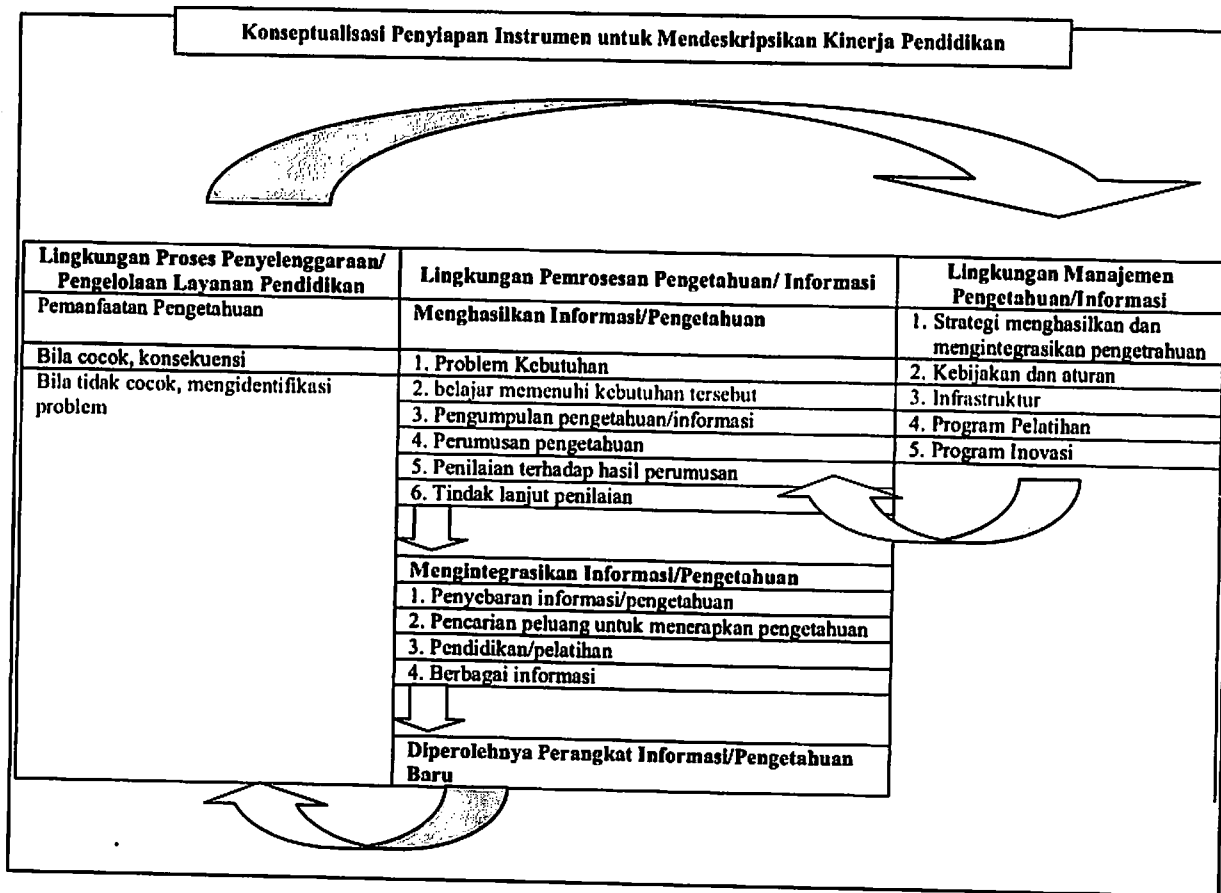 Konseptualisasi Penyiapan Instrumen untuk Mendeskripsikan Kinerja Pendidikan
Lingkungan Proses Penyelenggaraan/
Pengelolaan Layanan Pendidikan
Pemanfaatan Pengetahuan
Bila cocok, konsekuensi
Bila tidak cocok, mengidentifikasi
problem
Lingkungan Pemrosesan Pengetahuan/ Informasi
Menghasilkan Informasi/Pengetahuan
1. Problem Kebutuhan
2. belajar memenuhi kebutuhan tersebut
3. Pengumpulan pengetahuan/informasi
4. Perumusan pengetahuan
5. Penilaian terhadap hasil perumusan
6. Tindak lanjut penilaian
Mengintegrasikan Informasi/Pengetahuan
1. Penyebaran informasi/pengetahuan
2. Pencarian peluang untuk menerapkan pengetahuan
3. Pendidikan/pelatihan
4. Berbagai informasi
Diperolehnya Perangkat Informasi/Pengetahuan
Baru
Lingkungan Manajemen
Pengetahuan/Informasi
1. Strategi menghasilkan dan
mengintegrasikan pengetrahuan
2. Kebijakan dan aturan
3. Infrastruktur
4. Program Pelatihan
5. Program Inovasi